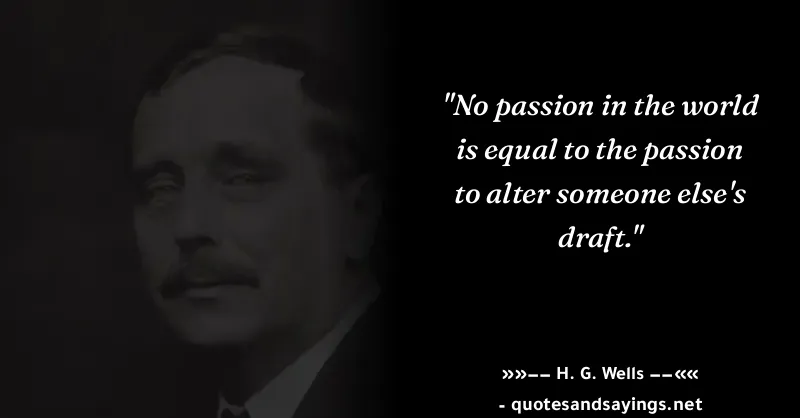 "No passion in the world
is equal to the passion
to alter someone else's
draft."
»»−− H. G. Wells −−««
- quotesandsayings.net